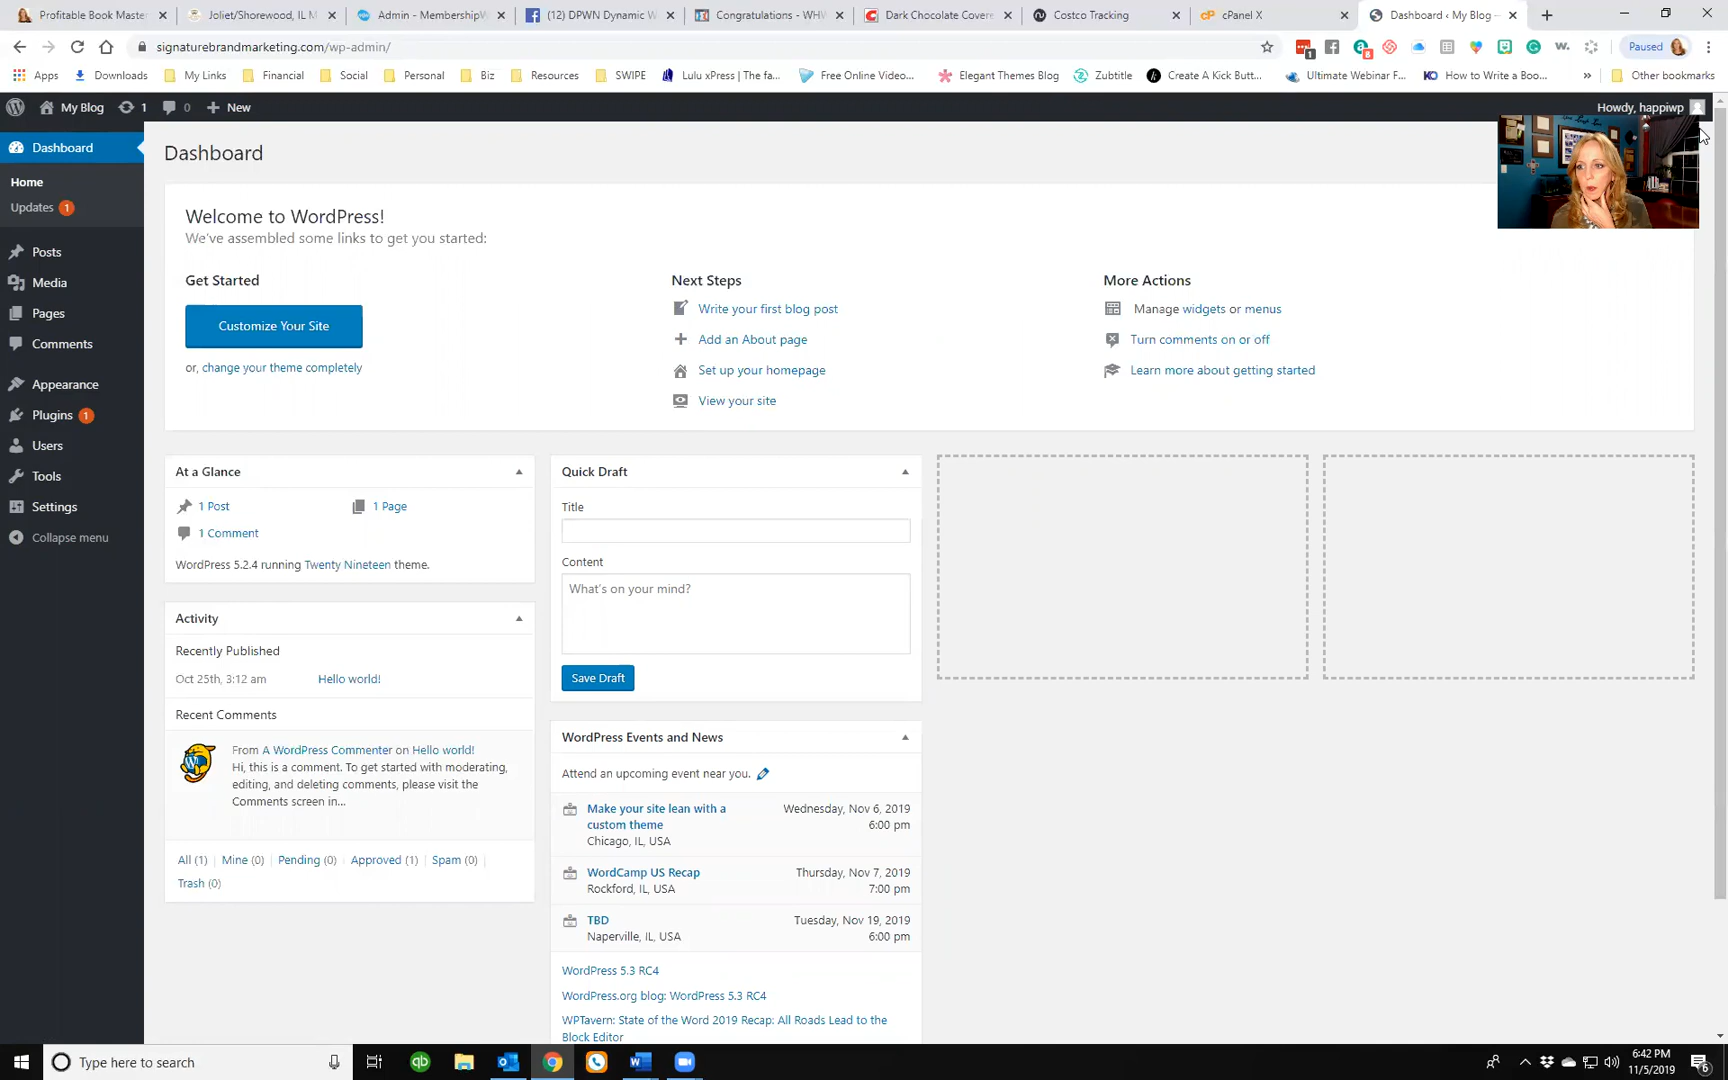 Profitable Book Master
Joliet/Shorewood, IL M
Admin - MembershipW
(12) DPWN Dynamic W
Congratulations - WHW
Dark Chocolate Covere
Costco Tracking
cPanel X
Dashboard ‹ My Blog —
signaturebrandmarketing.com/wp-admin/
Paused
Apps
Downloads
My Links
Financial
Social
Personal
Biz
Resources
SWIPE
Lulu xPress | The fa...
Free Online Video...
Elegant Themes Blog
Zubtitle
Create A Kick Butt...
Ultimate Webinar F...
KO How to Write a Boo...
»
Other bookmarks
My Blog
1
0
+ New
Howdy, happiwp
Dashboard
Home
Updates 1
Posts
Media
Pages
Comments
Appearance
Plugins 1
Users
Tools
Settings
Collapse menu
Dashboard
Welcome to WordPress!
We've assembled some links to get you started:
Get Started
Customize Your Site
or, change your theme completely
Next Steps
Write your first blog post
Add an About page
Set up your homepage
View your site
More Actions
Manage widgets or menus
Turn comments on or off
Learn more about getting started
At a Glance
1 Post
1 Page
1 Comment
WordPress 5.2.4 running Twenty Nineteen theme.
Activity
Recently Published
Oct 25th, 3:12 am Hello world!
Recent Comments
From A WordPress Commenter on Hello world!
Hi, this is a comment. To get started with moderating,
editing, and deleting comments, please visit the
Comments screen in...
All (1) | Mine (0) | Pending (0) | Approved (1) | Spam (0) |
Trash (0)
Quick Draft
Title
Content
What's on your mind?
Save Draft
WordPress Events and News
Attend an upcoming event near you.
Make your site lean with a Wednesday, Nov 6, 2019
custom theme 6:00 pm
Chicago, IL, USA
WordCamp US Recap Thursday, Nov 7, 2019
Rockford, IL, USA 7:00 pm
TBD Tuesday, Nov 19, 2019
Naperville, IL, USA 6:00 pm
WordPress 5.3 RC4
WordPress.org blog: WordPress 5.3 RC4
WPTavern: State of the Word 2019 Recap: All Roads Lead to the
Block Editor
Type here to search
6:42 PM
11/5/2019
6